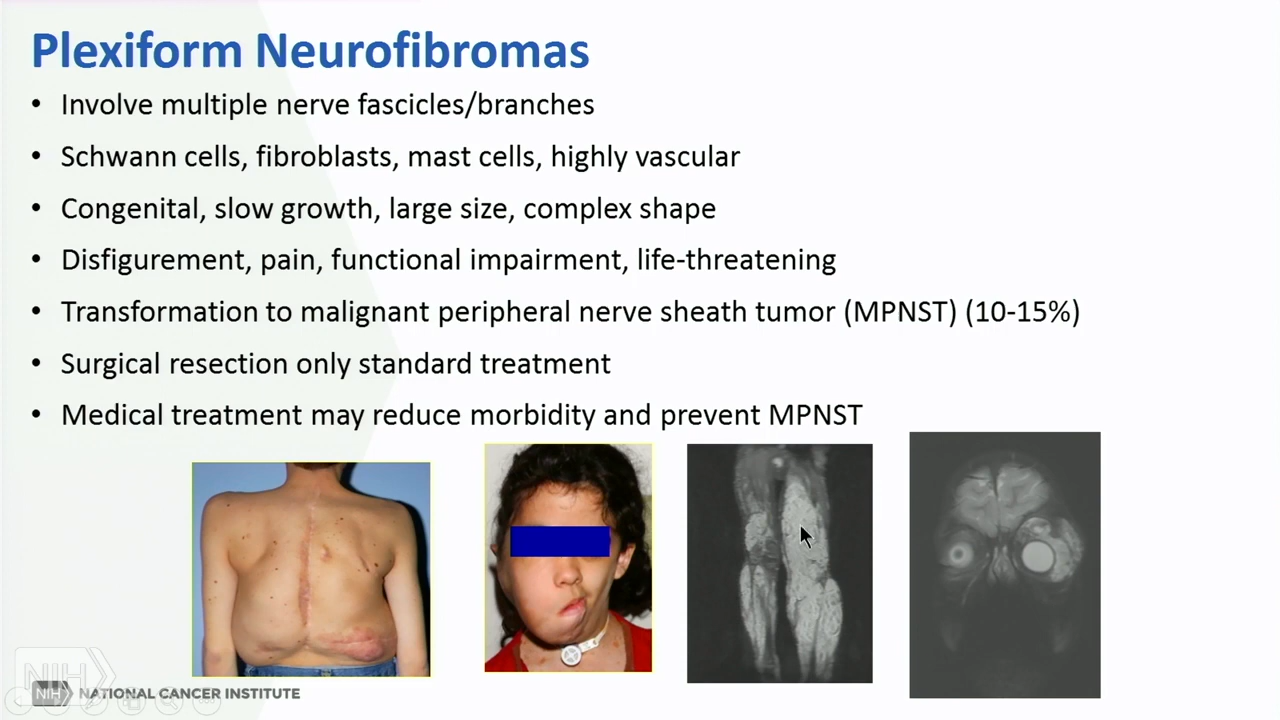 Plexiform Neurofibromas
• Involve multiple nerve fascicles/branches
• Schwann cells, fibroblasts, mast cells, highly vascular
• Congenital, slow growth, large size, complex shape
• Disfigurement, pain, functional impairment, life-threatening
• Transformation to malignant peripheral nerve sheath tumor (MPNST) (10-15%)
• Surgical resection only standard treatment
• Medical treatment may reduce morbidity and prevent MPNST
NIH
NIH NATIONAL CANCER INSTITUTE